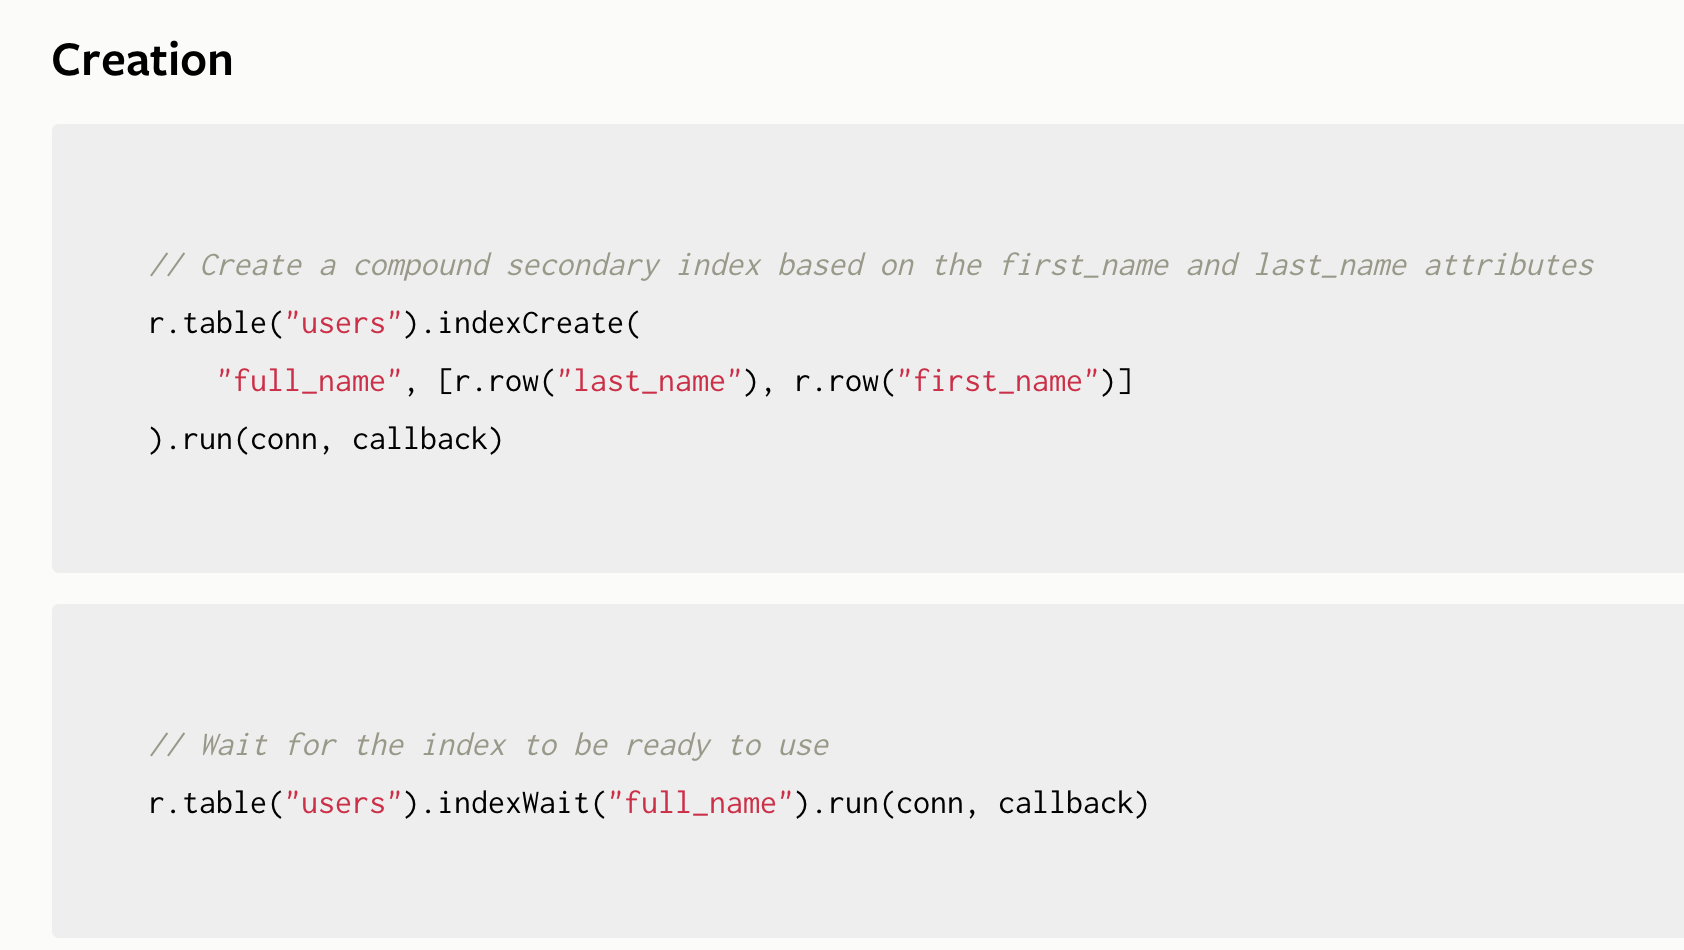 Creation
// Create a compound secondary index based on the first_name and last_name attributes
r.table("users").indexCreate(
    "full_name", [r.row("last_name"), r.row("first_name")]
).run(conn, callback)
// Wait for the index to be ready to use
r.table("users").indexWait("full_name").run(conn, callback)